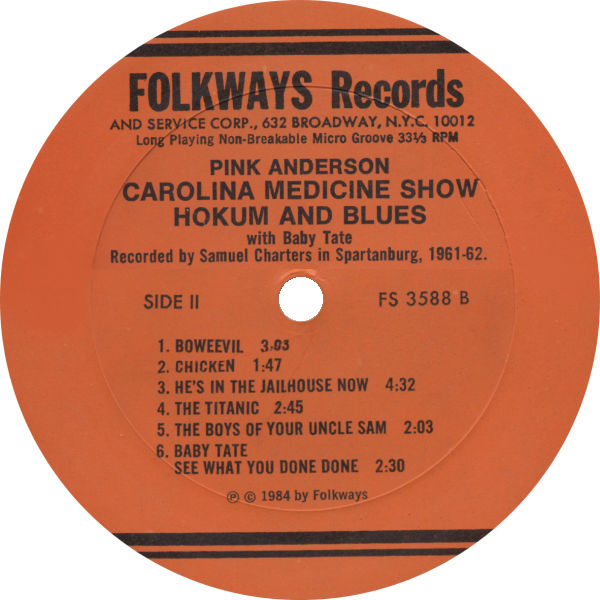 FOLKWAYS Records
AND SERVICE CORP., 632 BROADWAY, N.Y.C. 10012
Long Playing Non-Breakable Micro Groove 33⅓ RPM
PINK ANDERSON
CAROLINA MEDICINE SHOW
HOKUM AND BLUES
with Baby Tate
Recorded by Samuel Charters in Spartanburg, 1961-62.
SIDE II FS 3588 B
1. BOWEEVIL 3:03
2. CHICKEN 1:47
3. HE'S IN THE JAILHOUSE NOW 4:32
4. THE TITANIC 2:45
5. THE BOYS OF YOUR UNCLE SAM 2:03
6. BABY TATE
SEE WHAT YOU DONE DONE 2:30
℗ © 1984 by Folkways